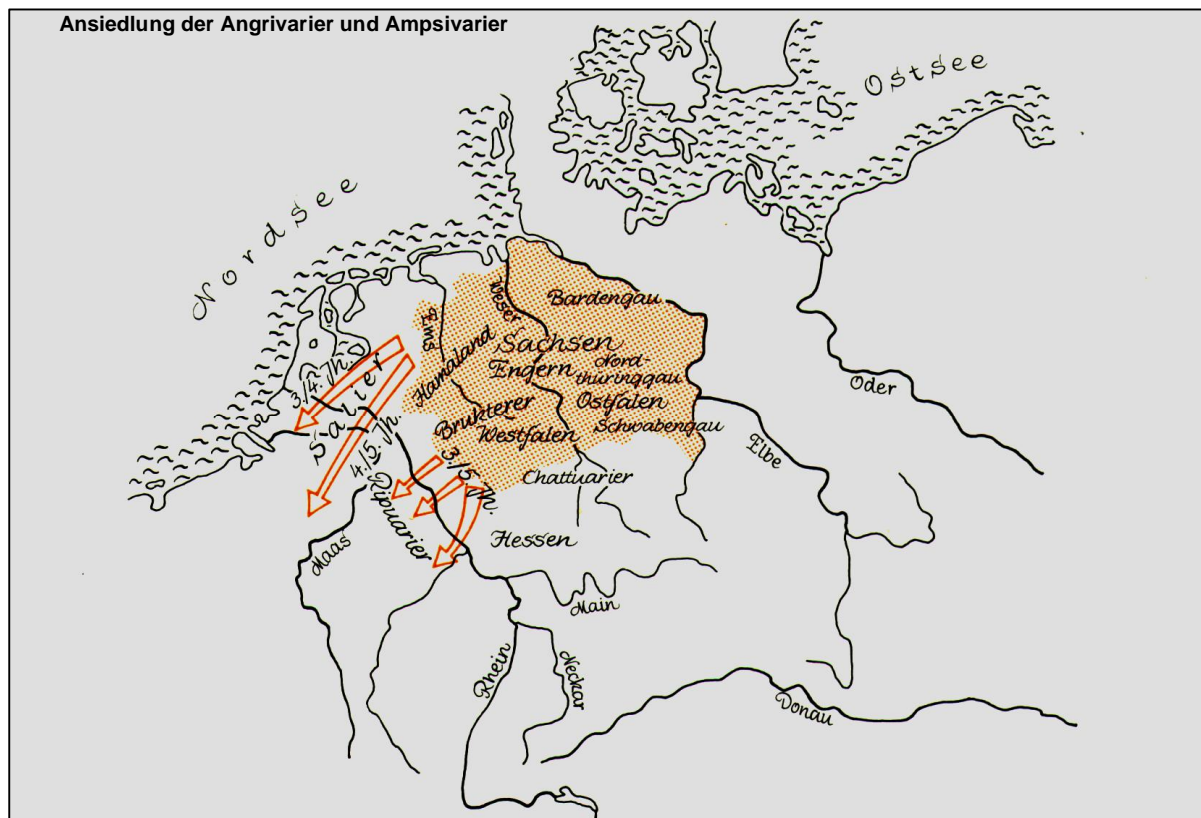 Ansiedlung der Angrivarier und Ampsivarier
Ostsee
Nordsee
Weser
Bardengau
Ems
Sachsen
Hamaland
Engern
Nord-
thüringgau
3./4. Jh.
Salier
Oder
Brukterer
Ostfalen
Westfalen
Schwabengau
4./5. Jh.
3./5. Jh.
Elbe
Chattuarier
Ripuarier
Hessen
Maas
Main
Rhein
Neckar
Donau